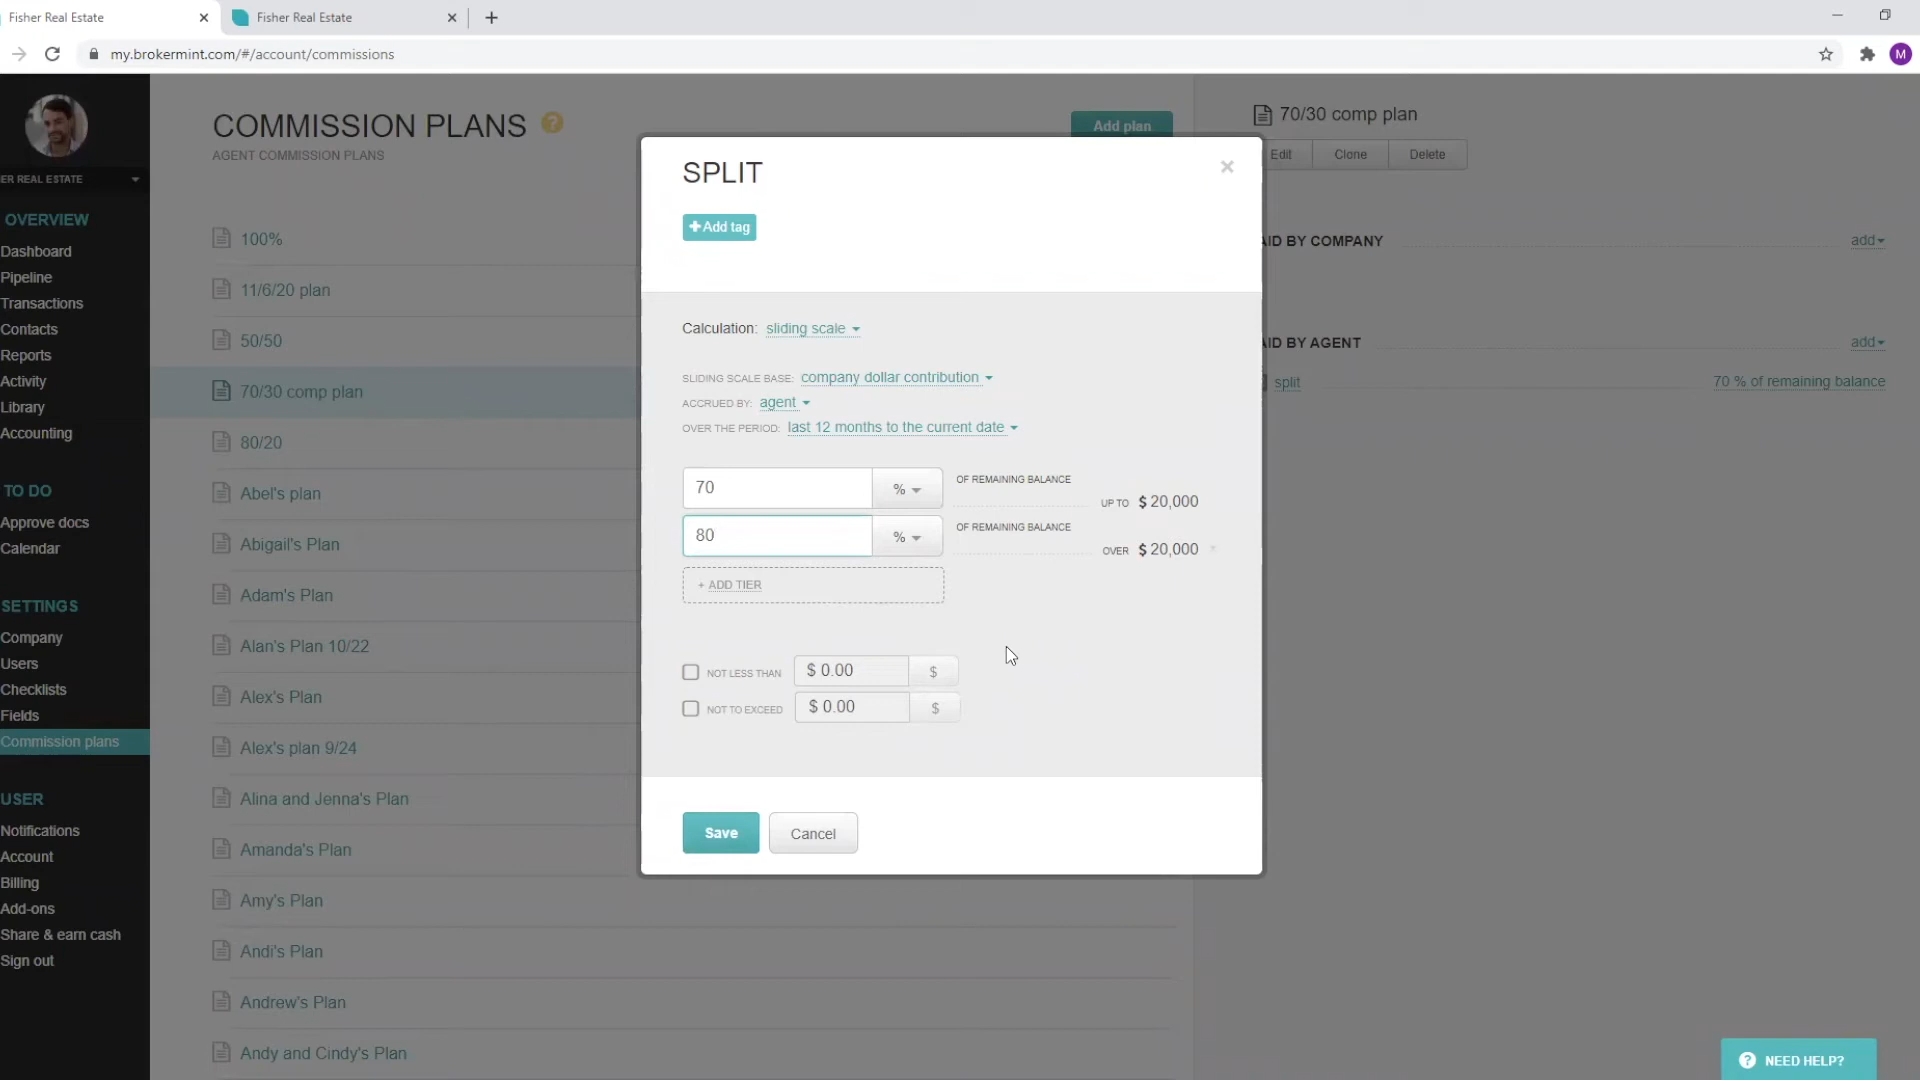 Fisher Real Estate
Fisher Real Estate
my.brokermint.com/#/account/commissions
M
ER REAL ESTATE
OVERVIEW
Dashboard
Pipeline
Transactions
Contacts
Reports
Activity
Library
Accounting
TO DO
Approve docs
Calendar
SETTINGS
Company
Users
Checklists
Fields
Commission plans
USER
Notifications
Account
Billing
Add-ons
Share & earn cash
Sign out
COMMISSION PLANS ?
AGENT COMMISSION PLANS
Add plan
100%
11/6/20 plan
50/50
70/30 comp plan
80/20
Abel's plan
Abigail's Plan
Adam's Plan
Alan's Plan 10/22
Alex's Plan
Alex's plan 9/24
Alina and Jenna's Plan
Amanda's Plan
Amy's Plan
Andi's Plan
Andrew's Plan
Andy and Cindy's Plan
SPLIT
×
+ Add tag
Calculation: sliding scale
SLIDING SCALE BASE: company dollar contribution
ACCRUED BY: agent
OVER THE PERIOD: last 12 months to the current date
70 % OF REMAINING BALANCE UP TO $ 20,000
80 % OF REMAINING BALANCE OVER $ 20,000
+ ADD TIER
NOT LESS THAN $ 0.00 $
NOT TO EXCEED $ 0.00 $
Save Cancel
70/30 comp plan
Edit Clone Delete
AID BY COMPANY add
AID BY AGENT add
split 70 % of remaining balance
? NEED HELP?